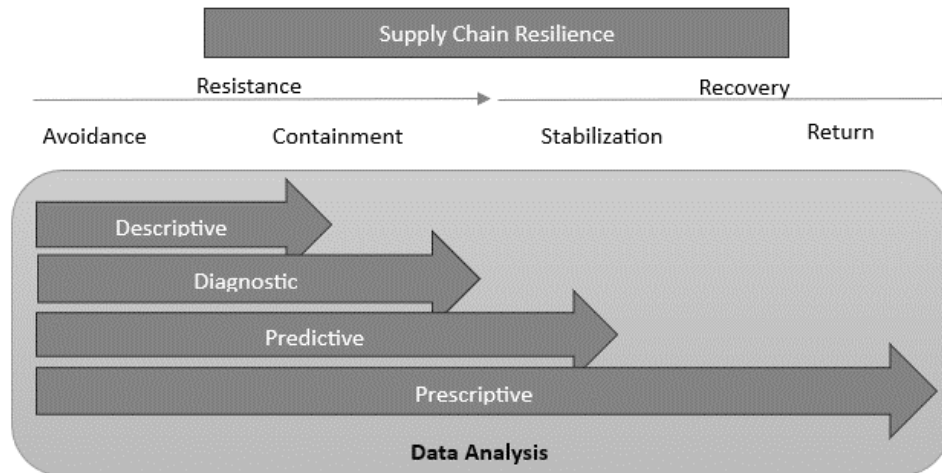 Supply Chain Resilience
Resistance
Recovery
Avoidance
Containment
Stabilization
Return
Descriptive
Diagnostic
Predictive
Prescriptive
Data Analysis